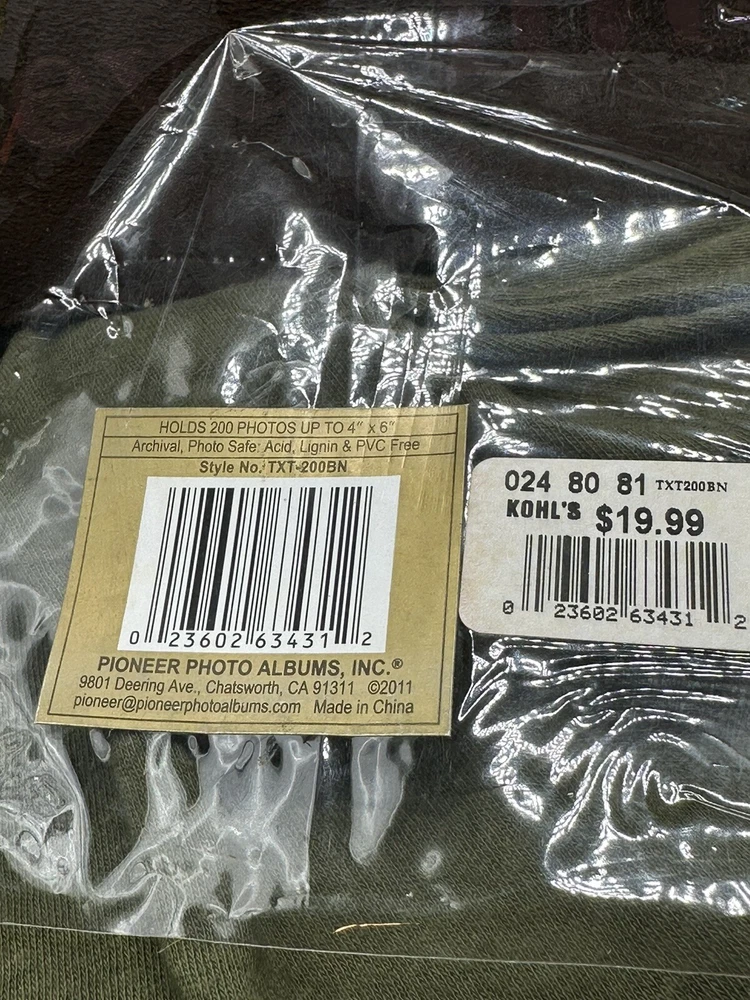 HOLDS 200 PHOTOS UP TO 4" x 6"
Archival, Photo Safe: Acid, Lignin & PVC Free
Style No.: TXT-200BN
0 23602 63431 2
PIONEER PHOTO ALBUMS, INC.®
9801 Deering Ave., Chatsworth, CA 91311 ©2011
pioneer@pioneerphotoalbums.com Made in China
024 80 81 TXT200BN
KOHL'S $19.99
0 23602 63431 2